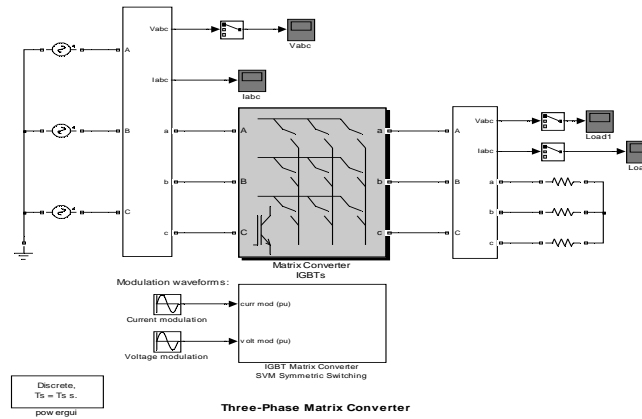 Vabc
Vabc
A
Iabc
Iabc
Vabc
Load1
Iabc
Loa
B
a
A
a
A
b
B
b
B
a
b
C
c
C
c
C
c
Matrix Converter
IGBTs
Modulation waveforms:
curr mod (pu)
Current modulation
volt mod (pu)
Voltage modulation
IGBT Matrix Converter
SVM Symmetric Switching
Discrete,
Ts = Ts s.
powergui
Three-Phase Matrix Converter